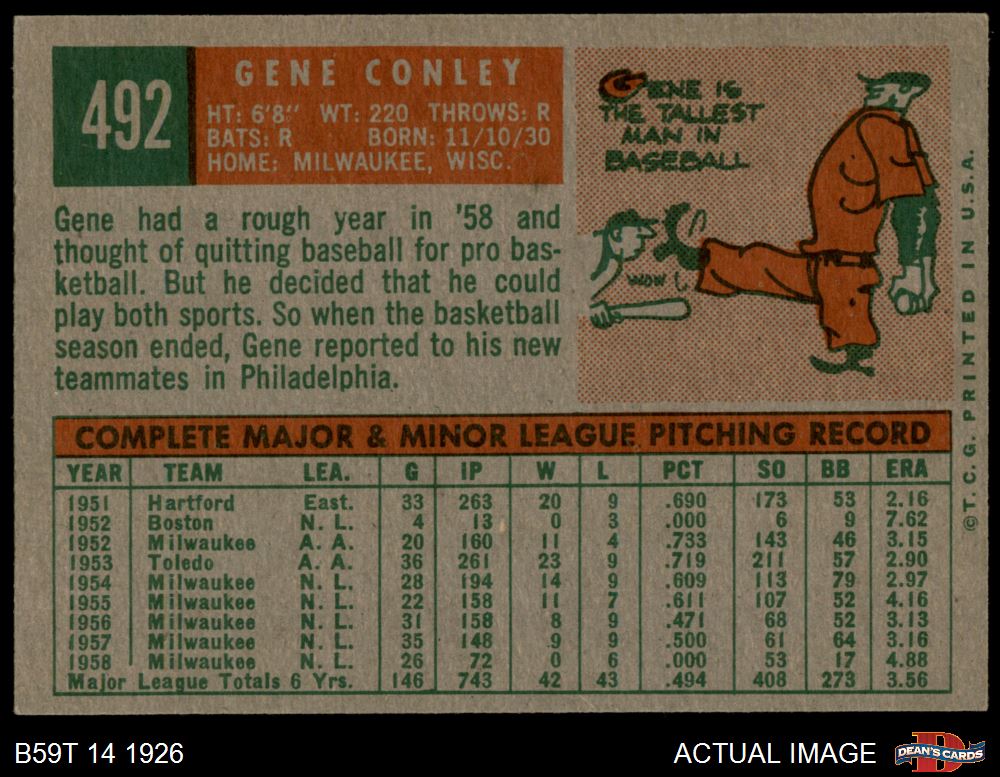 492
GENE CONLEY
HT: 6'8" WT: 220 THROWS: R
BATS: R BORN: 11/10/30
HOME: MILWAUKEE, WISC.
GENE IS
THE TALLEST
MAN IN
BASEBALL
WOW!
Gene had a rough year in '58 and
thought of quitting baseball for pro bas-
ketball. But he decided that he could
play both sports. So when the basketball
season ended, Gene reported to his new
teammates in Philadelphia.
©T. C. G. PRINTED IN U.S.A.
COMPLETE MAJOR & MINOR LEAGUE PITCHING RECORD
YEAR TEAM LEA. G IP W L PCT SO BB ERA
1951 Hartford East. 33 263 20 9 .690 173 53 2.16
1952 Boston N. L. 4 13 0 3 .000 6 9 7.62
1952 Milwaukee A. A. 20 160 11 4 .733 143 46 3.15
1953 Toledo A. A. 36 261 23 9 .719 211 57 2.90
1954 Milwaukee N. L. 28 194 14 9 .609 113 79 2.97
1955 Milwaukee N. L. 22 158 11 7 .611 107 52 4.16
1956 Milwaukee N. L. 31 158 8 9 .471 68 52 3.13
1957 Milwaukee N. L. 35 148 9 9 .500 61 64 3.16
1958 Milwaukee N. L. 26 72 0 6 .000 53 17 4.88
Major League Totals 6 Yrs. 146 743 42 43 .494 408 273 3.56
B59T 14 1926
ACTUAL IMAGE
D
DEAN'S CARDS